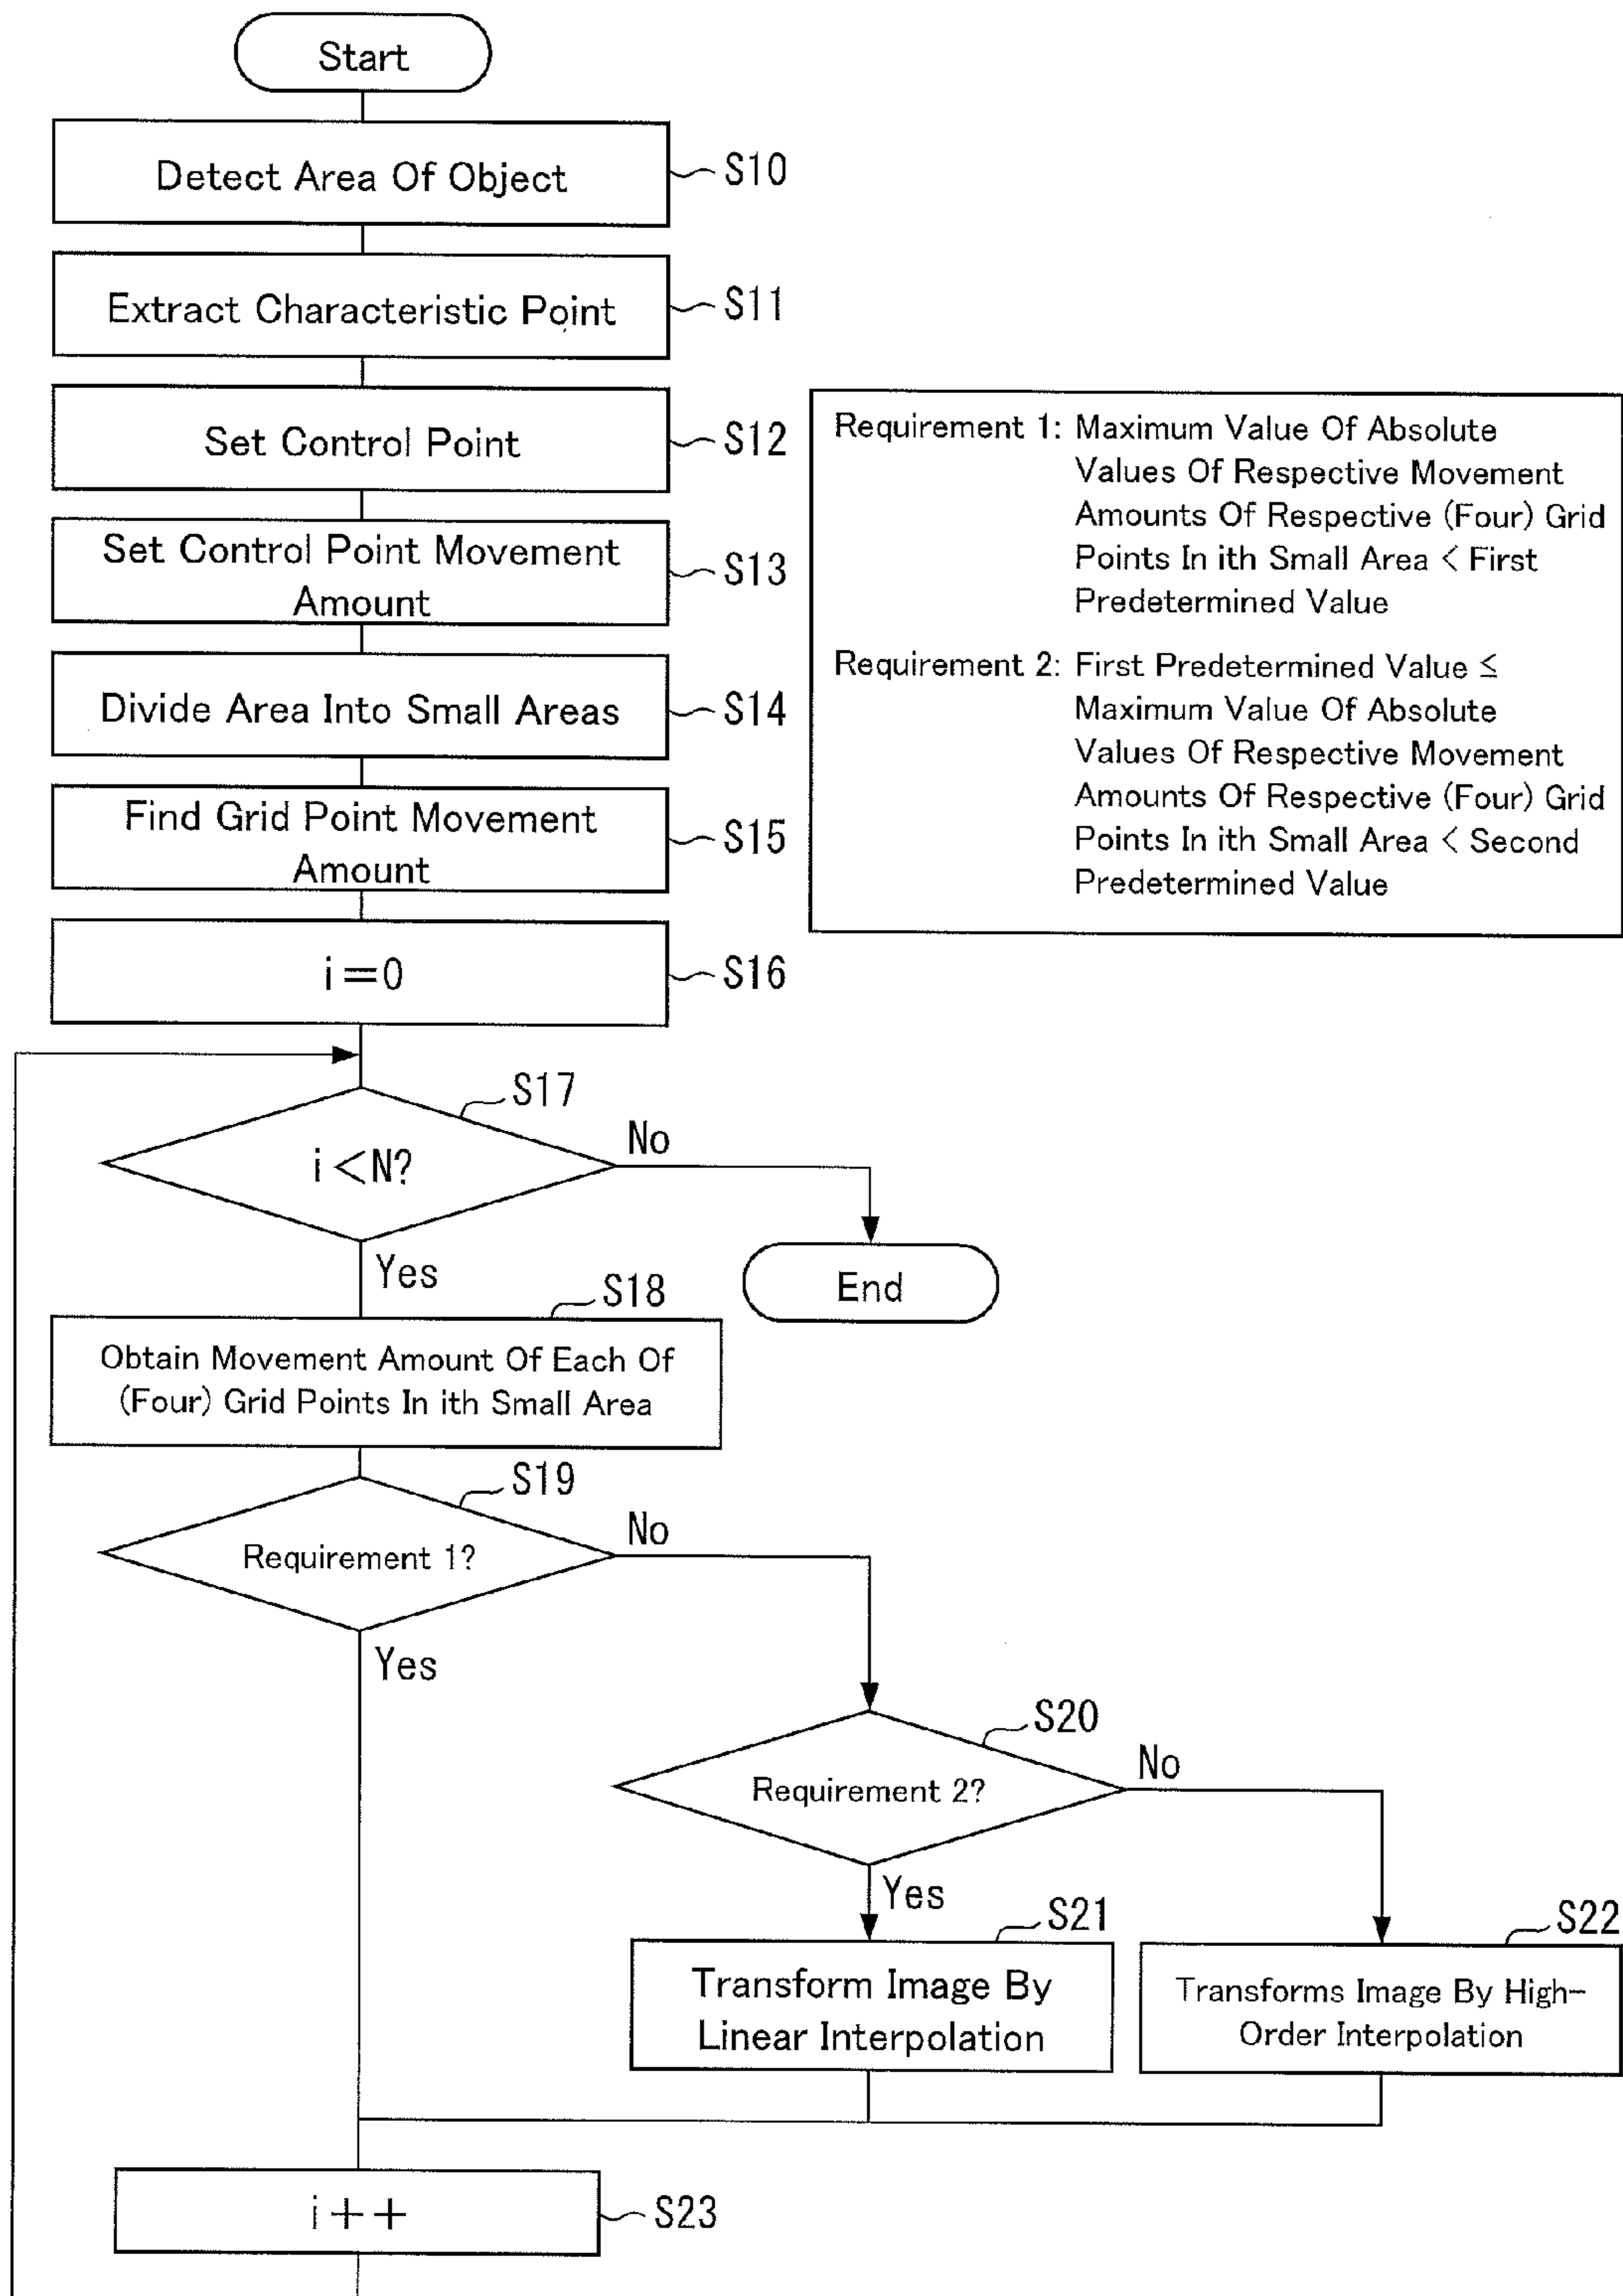 Start
Detect Area Of Object
S10
Extract Characteristic Point
S11
Set Control Point
S12
Set Control Point Movement
Amount
S13
Divide Area Into Small Areas
S14
Find Grid Point Movement
Amount
S15
i=0
S16
Requirement 1: Maximum Value Of Absolute
Values Of Respective Movement
Amounts Of Respective (Four) Grid
Points In ith Small Area < First
Predetermined Value
Requirement 2: First Predetermined Value ≤
Maximum Value Of Absolute
Values Of Respective Movement
Amounts Of Respective (Four) Grid
Points In ith Small Area < Second
Predetermined Value
S17
i<N?
No
Yes
End
S18
Obtain Movement Amount Of Each Of
(Four) Grid Points In ith Small Area
S19
Requirement 1?
No
Yes
S20
Requirement 2?
No
Yes
S21
Transform Image By
Linear Interpolation
S22
Transforms Image By High-
Order Interpolation
i++
S23